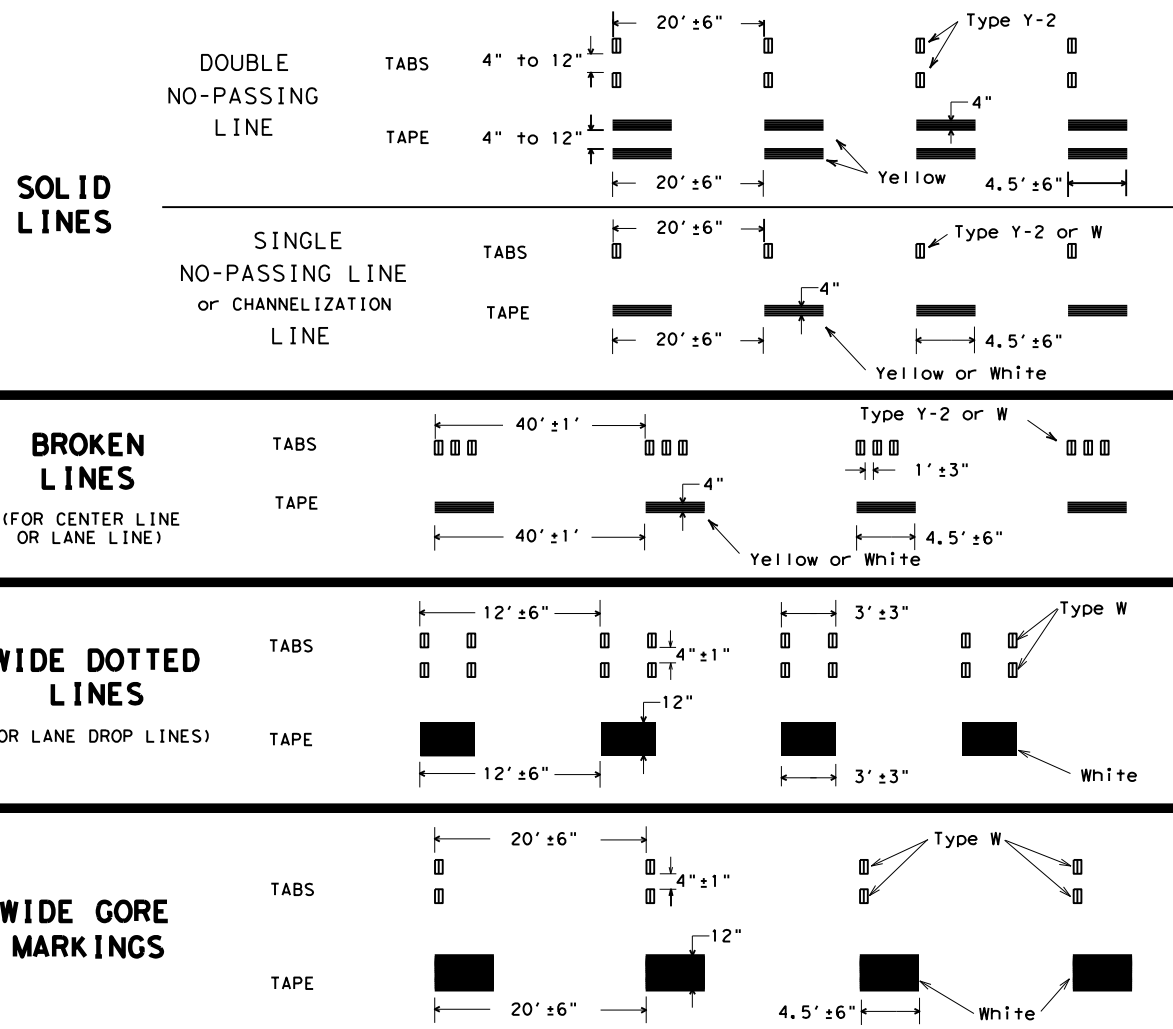 SOLID
LINES
DOUBLE
NO-PASSING
LINE
TABS
4" to 12"
20'±6"
Type Y-2
TAPE
4" to 12"
4"
Yellow
20'±6"
4.5'±6"
SINGLE
NO-PASSING LINE
or CHANNELIZATION
LINE
TABS
20'±6"
Type Y-2 or W
TAPE
4"
20'±6"
4.5'±6"
Yellow or White
BROKEN
LINES
(FOR CENTER LINE
OR LANE LINE)
TABS
40'±1'
Type Y-2 or W
1'±3"
TAPE
4"
40'±1'
4.5'±6"
Yellow or White
WIDE DOTTED
LINES
OR LANE DROP LINES)
TABS
12'±6"
3'±3"
Type W
4"±1"
TAPE
12"
12'±6"
3'±3"
White
WIDE GORE
MARKINGS
TABS
20'±6"
Type W
4"±1"
TAPE
12"
20'±6"
4.5'±6"
White